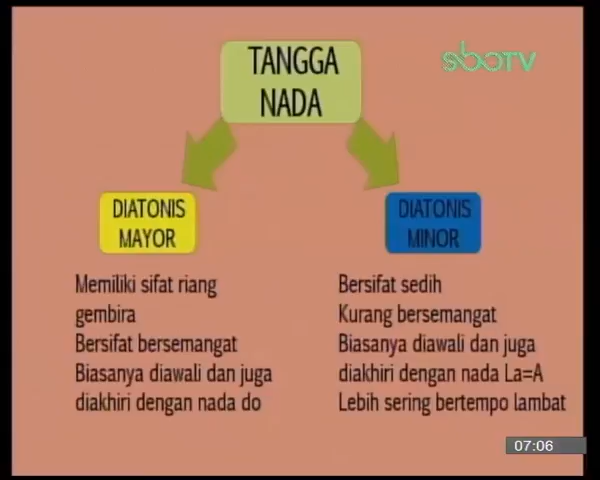 TANGGA
NADA
sboTV
DIATONIS
MAYOR
DIATONIS
MINOR
Memiliki sifat riang
gembira
Bersifat bersemangat
Biasanya diawali dan juga
diakhiri dengan nada do
Bersifat sedih
Kurang bersemangat
Biasanya diawali dan juga
diakhiri dengan nada La=A
Lebih sering bertempo lambat
07:06